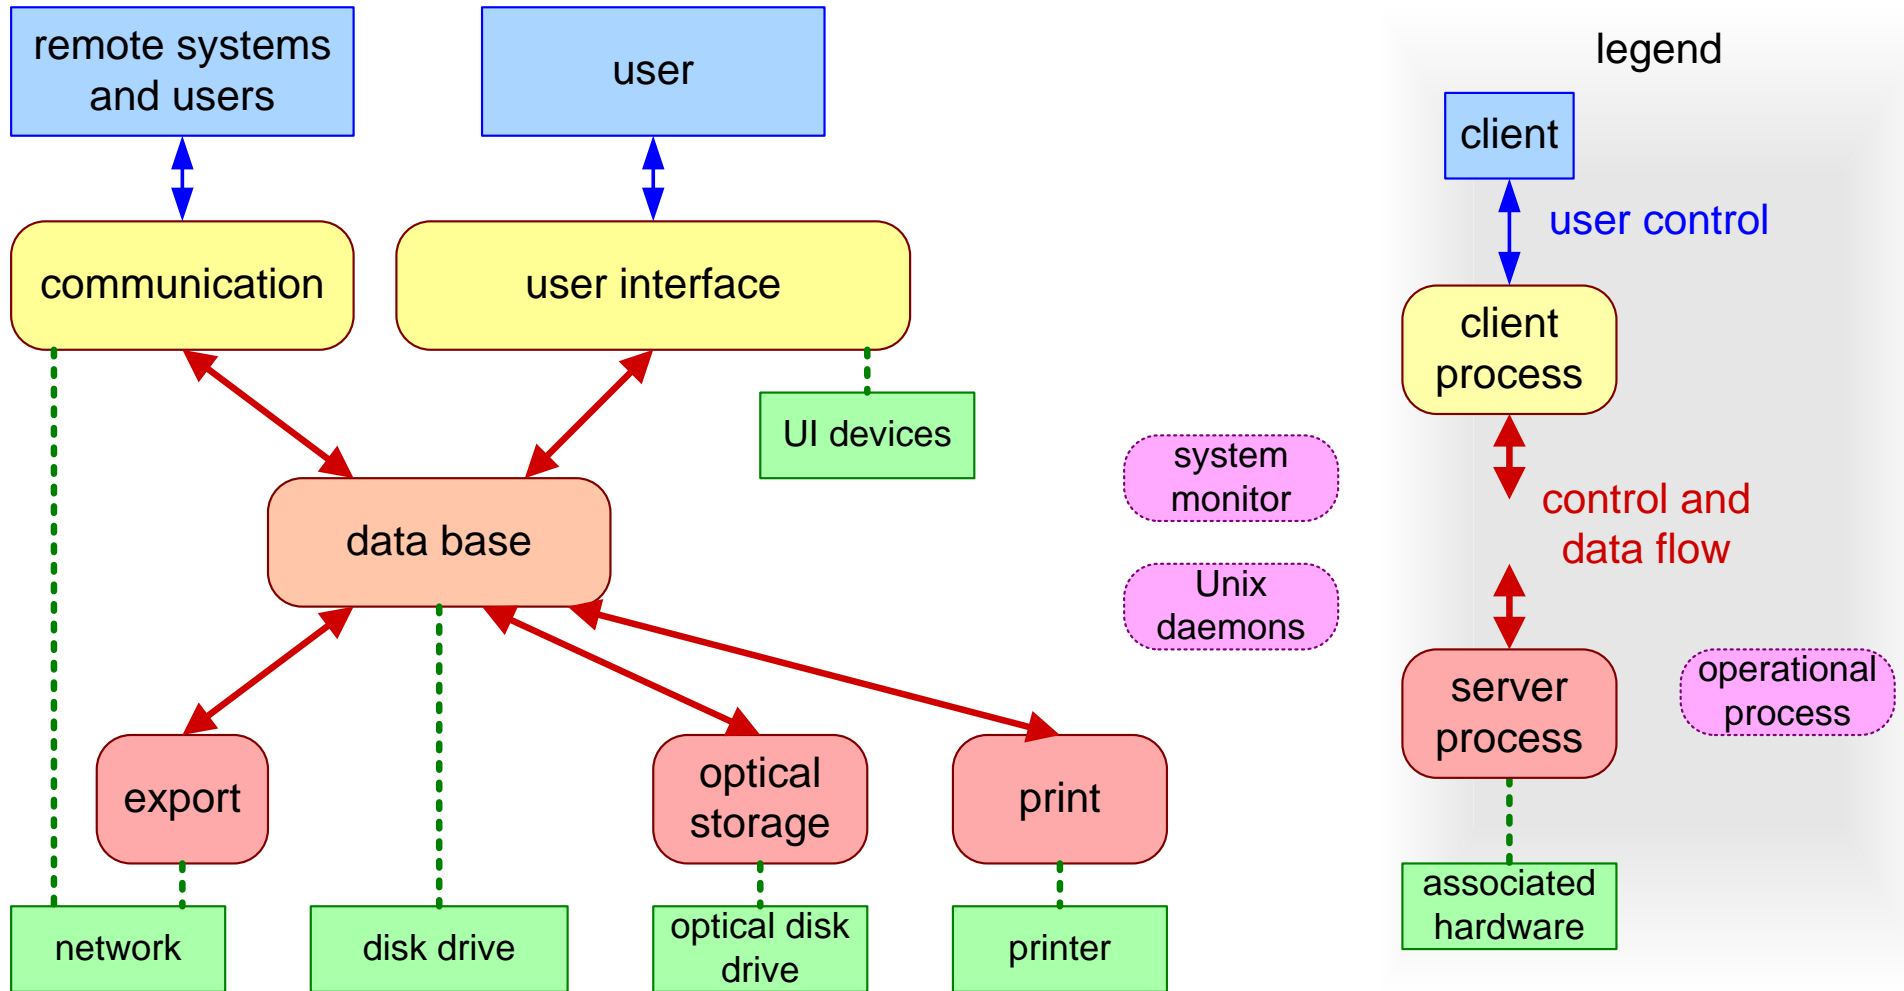 remote systems
and users
user
communication
user interface
UI devices
data base
system
monitor
Unix
daemons
export
optical
storage
print
network
disk drive
optical disk
drive
printer
legend
client
user control
client
process
control and
data flow
server
process
operational
process
associated
hardware